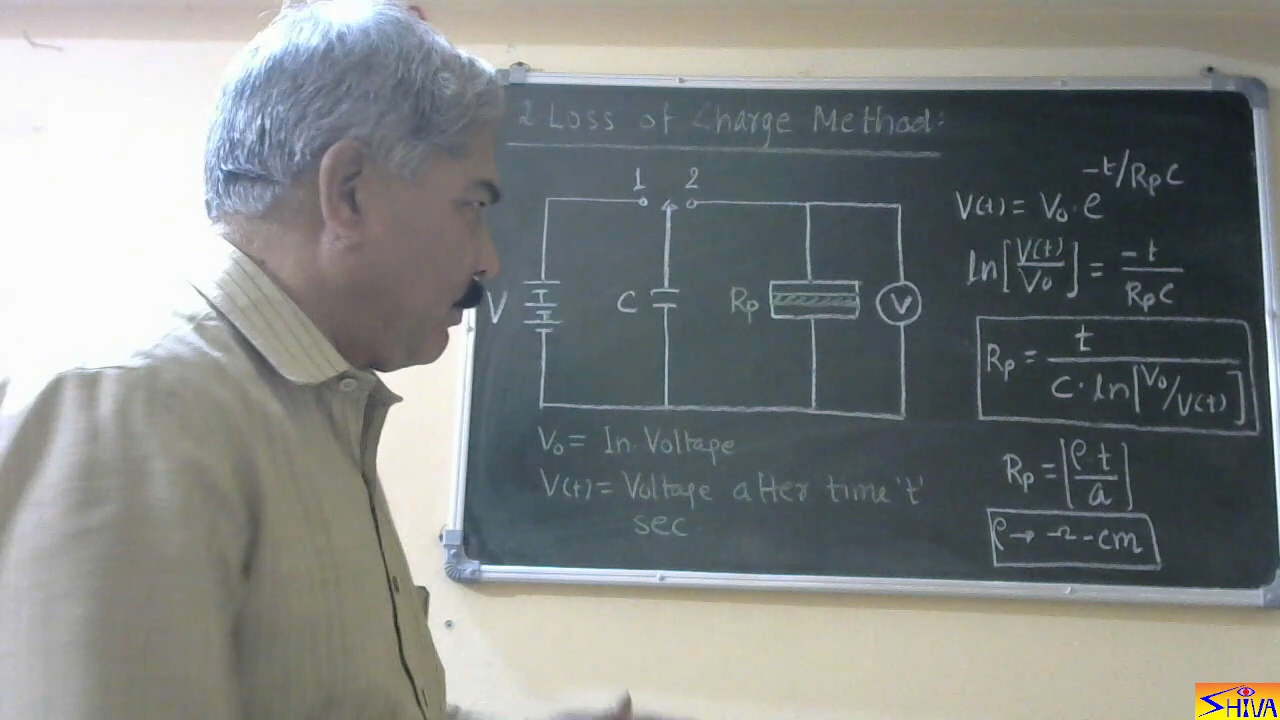 2 Loss of Charge Method:
1 2
V
C
Rp
V
V₀ = In. Voltage
V(t) = Voltage after time 't'
sec.
V(t) = V₀. e^(-t/RpC)
ln[V(t)/V₀] = -t/RpC
Rp = t/(C. ln[V₀/V(t)])
Rp = [ρ t/a]
ρ → Ω-cm
SHIVA